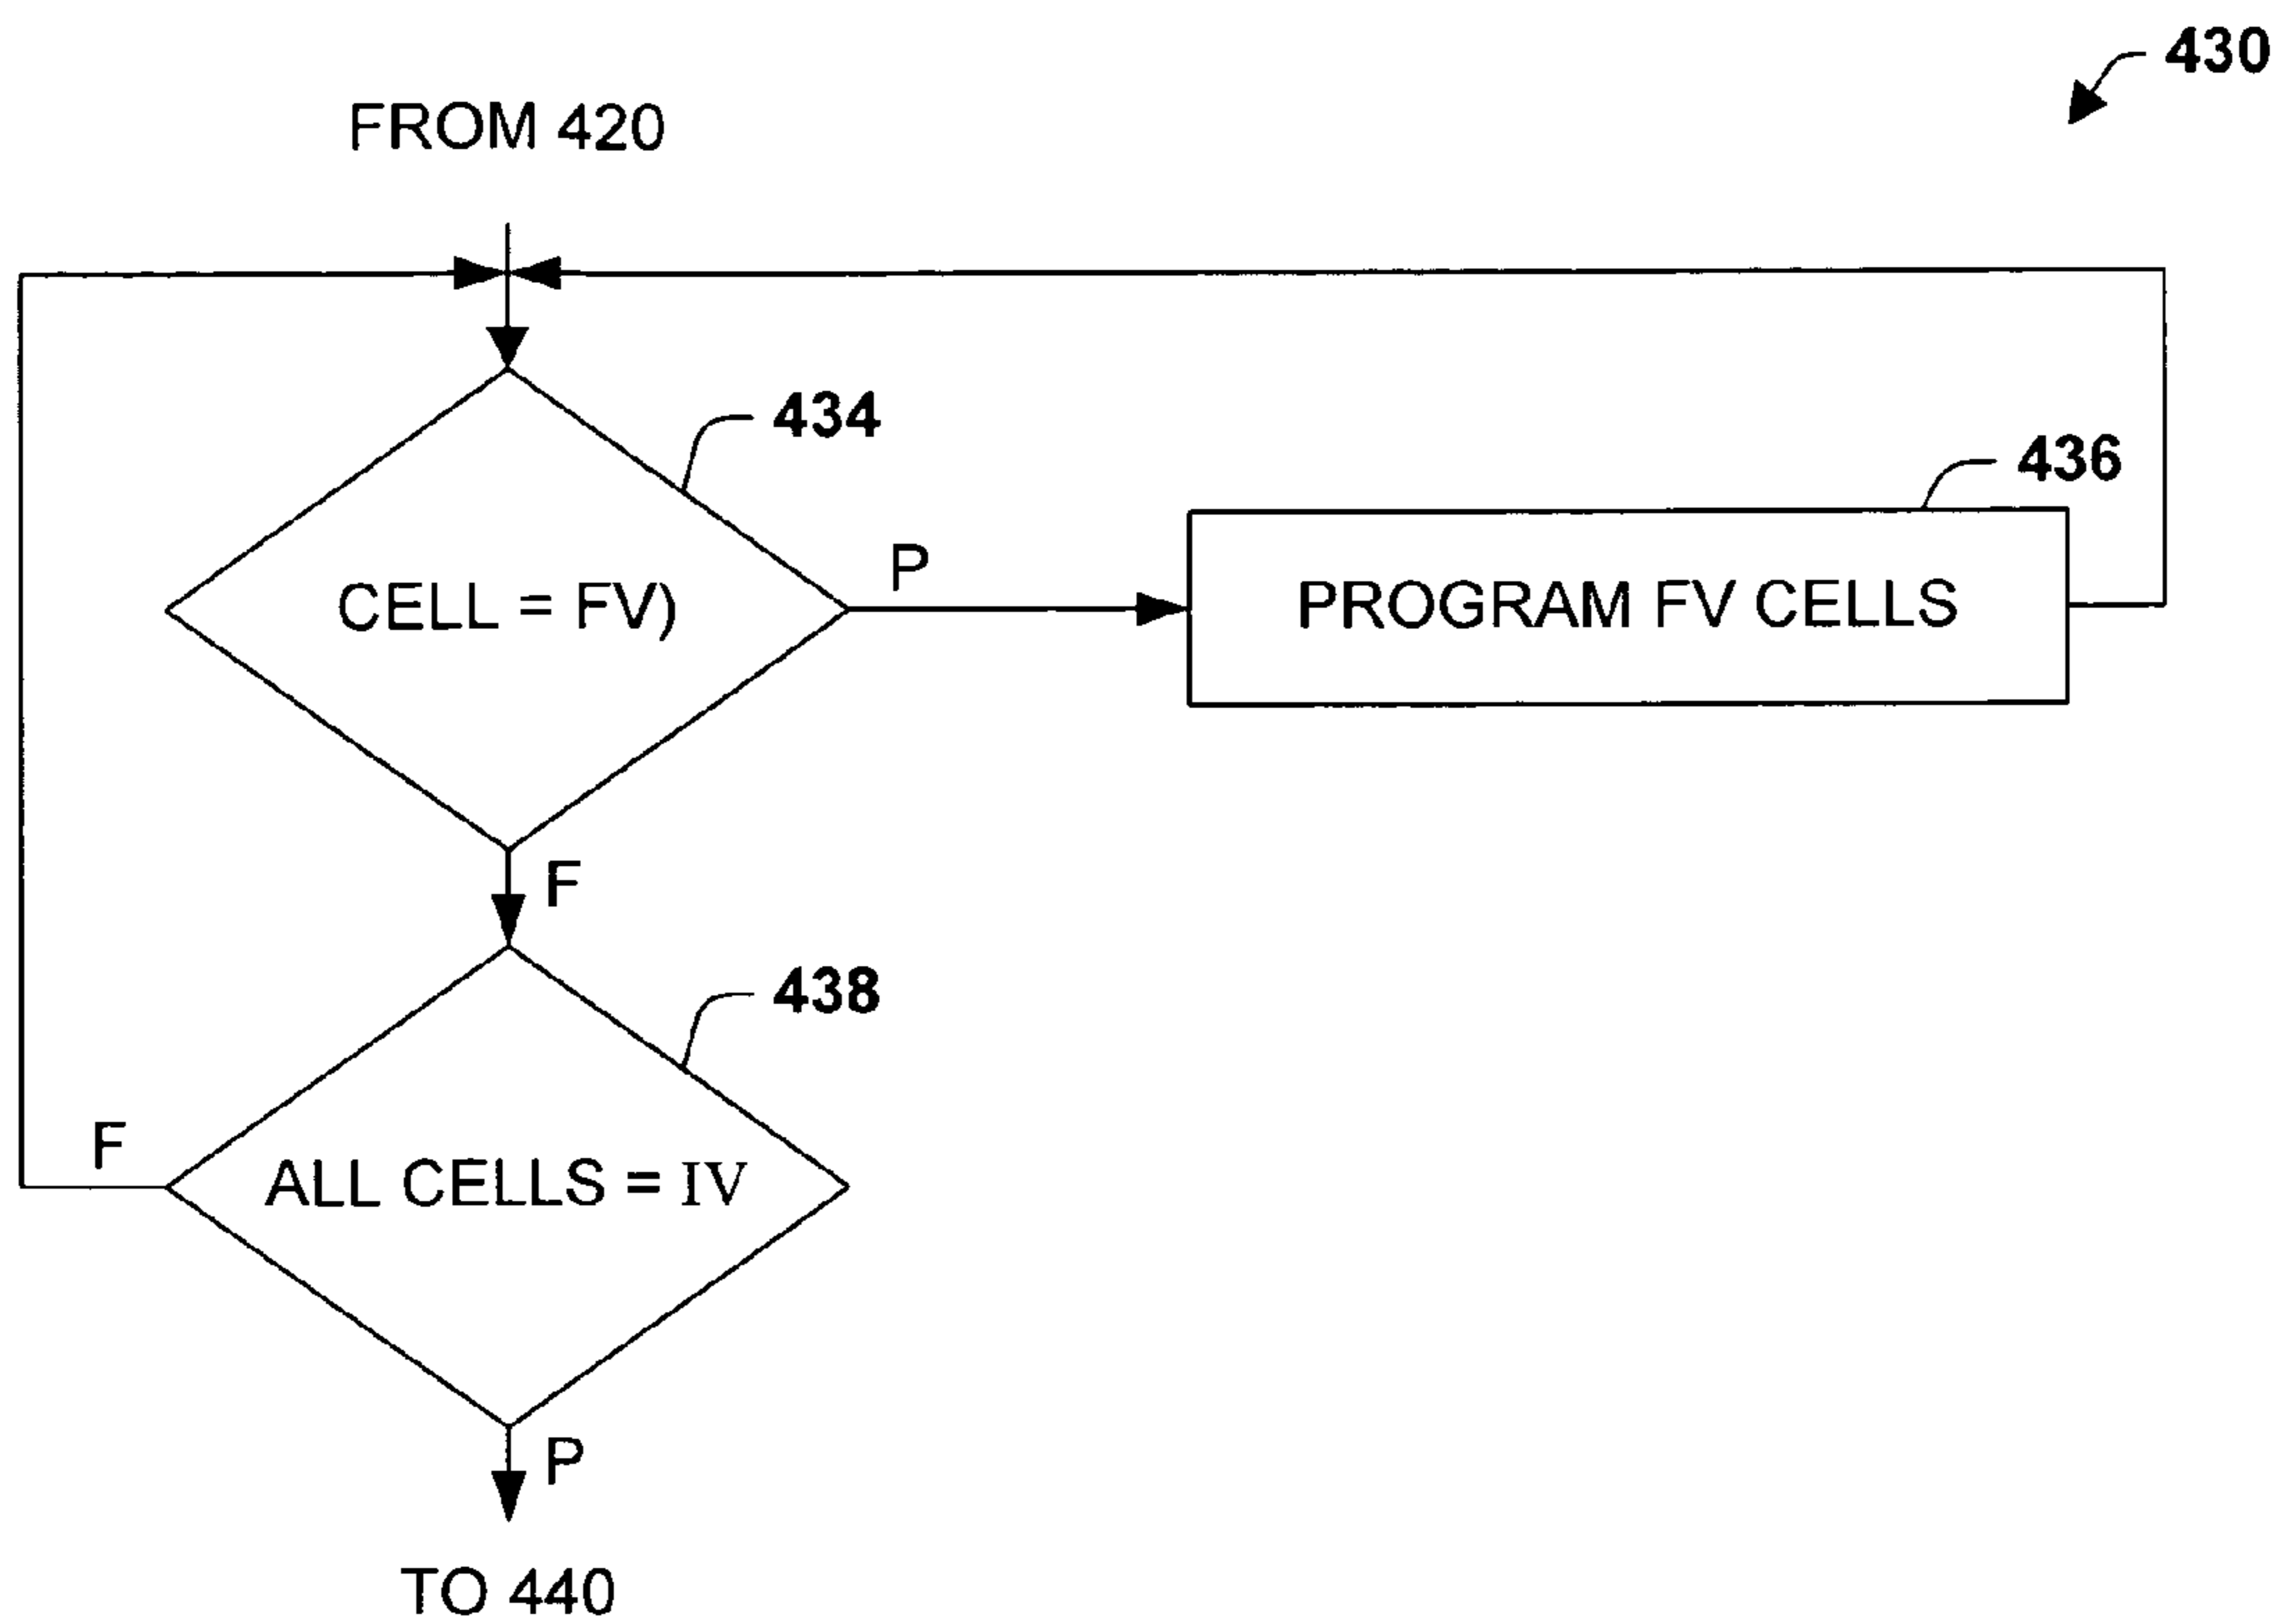 430
FROM 420
434
436
CELL = FV)
P
PROGRAM FV CELLS
F
438
F
ALL CELLS = IV
P
TO 440